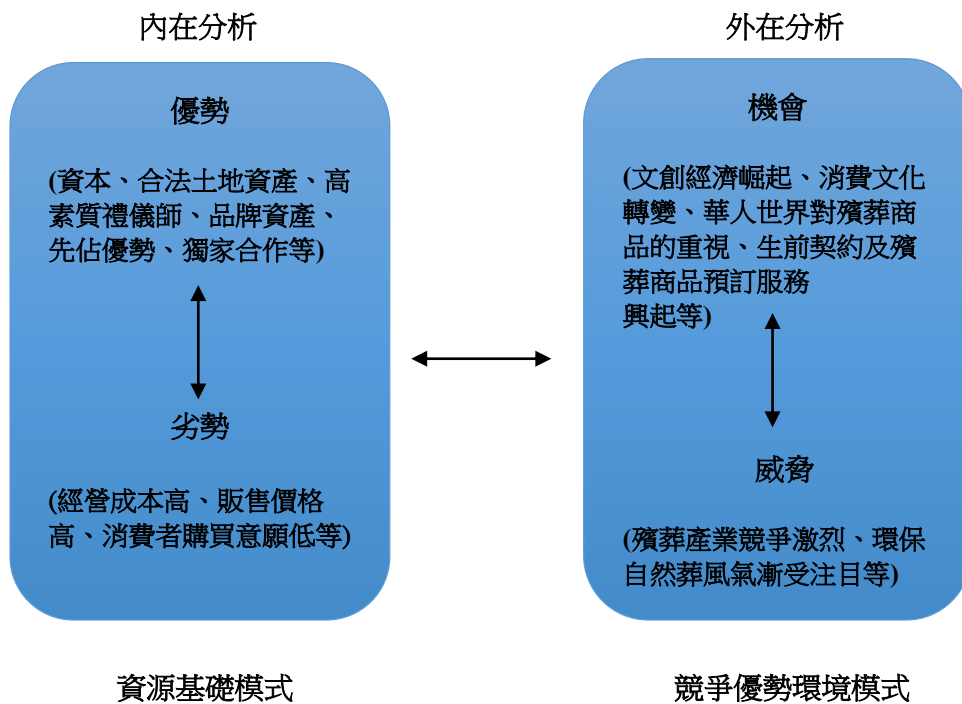 內在分析
優勢
(資本、合法土地資產、高
素質禮儀師、品牌資產、
先佔優勢、獨家合作等)
劣勢
(經營成本高、販售價格
高、消費者購買意願低等)
資源基礎模式
外在分析
機會
(文創經濟崛起、消費文化
轉變、華人世界對殯葬商
品的重視、生前契約及殯
葬商品預訂服務
興起等)
威脅
(殯葬產業競爭激烈、環保
自然葬風氣漸受注目等)
競爭優勢環境模式